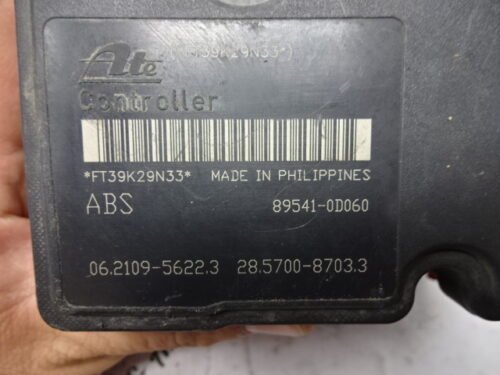 Ate
Controller
*FT39K29N33* MADE IN PHILIPPINES
ABS 89541-0D060
06.2109-5622.3 28.5700-8703.3